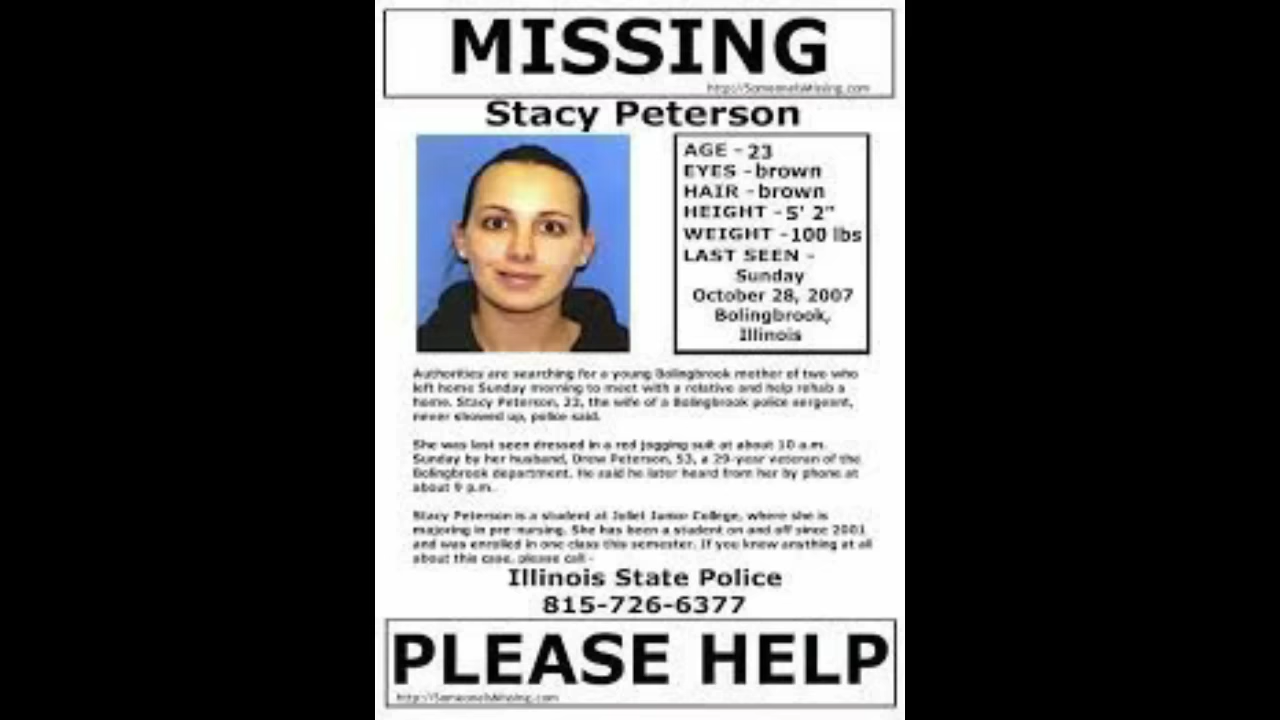 MISSING
http://SomeoneIsMissing.com
Stacy Peterson
AGE - 23
EYES - brown
HAIR - brown
HEIGHT - 5' 2"
WEIGHT - 100 lbs
LAST SEEN -
Sunday
October 28, 2007
Bolingbrook,
Illinois
Authorities are searching for a young Bolingbrook mother of two who
left home Sunday morning to meet with a relative and help rehab a
home. Stacy Peterson, 23, the wife of a Bolingbrook police sergeant,
never showed up, police said.
She was last seen dressed in a red jogging suit at about 10 a.m.
Sunday by her husband, Drew Peterson, 53, a 29-year veteran of the
Bolingbrook department. He said he later heard from her by phone at
about 9 p.m.
Stacy Peterson is a student at Joliet Junior College, where she is
majoring in pre-nursing. She has been a student on and off since 2001
and was enrolled in one class this semester. If you know anything at all
about this case, please call -
Illinois State Police
815-726-6377
PLEASE HELP
http://SomeoneIsMissing.com